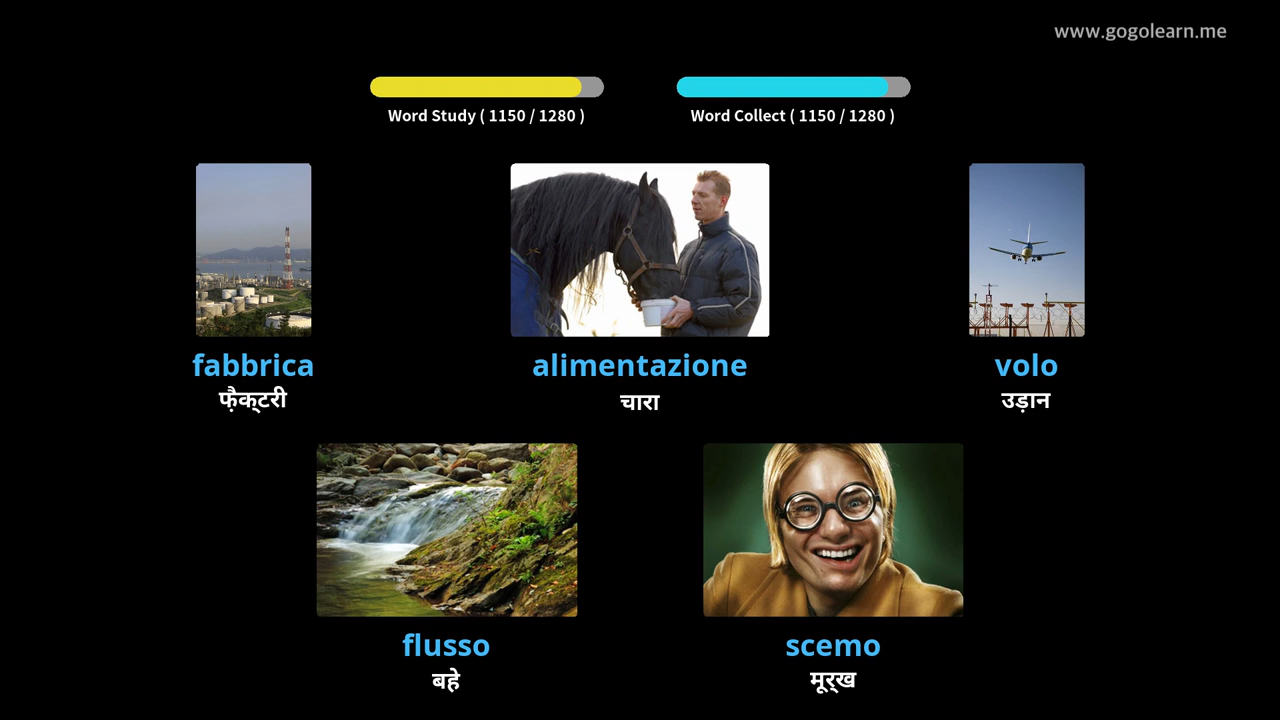 www.gogolearn.me
Word Study ( 1150 / 1280 )
Word Collect ( 1150 / 1280 )
fabbrica
alimentazione
volo
फ़ैक्टरी
चारा
उड़ान
flusso
scemo
बहे
मूर्ख